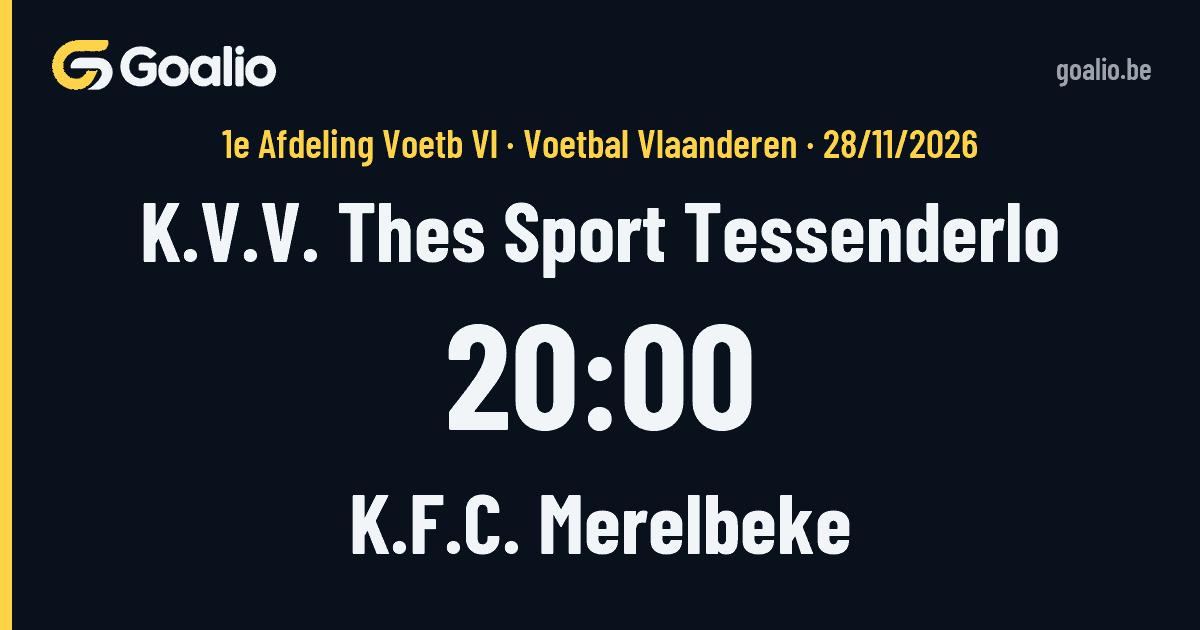 Goalio
goalio.be
1e Afdeling Voetb Vl · Voetbal Vlaanderen · 28/11/2026
K.V.V. Thes Sport Tessenderlo
20:00
K.F.C. Merelbeke